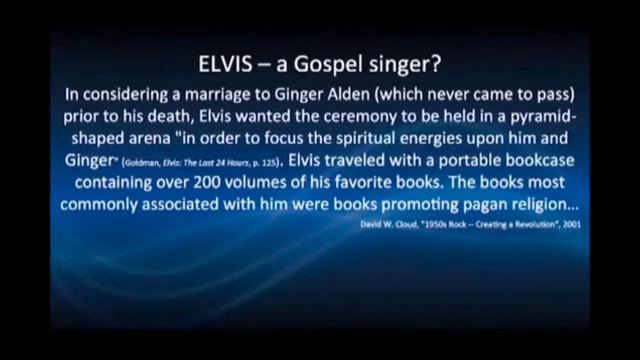 ELVIS – a Gospel singer?
In considering a marriage to Ginger Alden (which never came to pass)
prior to his death, Elvis wanted the ceremony to be held in a pyramid-
shaped arena "in order to focus the spiritual energies upon him and
Ginger" (Goldman, Elvis: The Last 24 Hours, p. 125). Elvis traveled with a portable bookcase
containing over 200 volumes of his favorite books. The books most
commonly associated with him were books promoting pagan religion...
David W. Cloud, "1950s Rock – Creating a Revolution", 2001